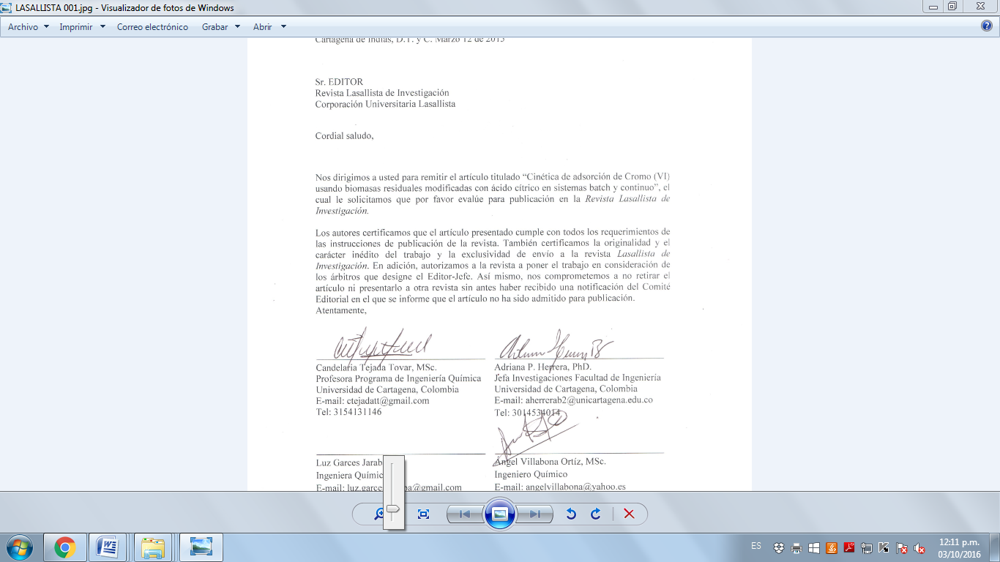 LASALLISTA 001.jpg - Visualizador de fotos de Windows
Archivo Imprimir Correo electrónico Grabar Abrir
Cartagena de Indias, D.T. y C. Marzo 12 de 2015
Sr. EDITOR
Revista Lasallista de Investigación
Corporación Universitaria Lasallista
Cordial saludo,
Nos dirigimos a usted para remitir el artículo titulado “Cinética de adsorción de Cromo (VI)
usando biomasas residuales modificadas con ácido cítrico en sistemas batch y continuo”, el
cual le solicitamos que por favor evalúe para publicación en la Revista Lasallista de
Investigación.
Los autores certificamos que el artículo presentado cumple con todos los requerimientos de
las instrucciones de publicación de la revista. También certificamos la originalidad y el
carácter inédito del trabajo y la exclusividad de envío a la revista Lasallista de
Investigación. En adición, autorizamos a la revista a poner el trabajo en consideración de
los árbitros que designe el Editor-Jefe. Así mismo, nos comprometemos a no retirar el
artículo ni presentarlo a otra revista sin antes haber recibido una notificación del Comité
Editorial en el que se informe que el artículo no ha sido admitido para publicación.
Atentamente,
Candelaria Tejada Tovar, MSc.
Profesora Programa de Ingeniería Química
Universidad de Cartagena, Colombia
E-mail: ctejadatt@gmail.com
Tel: 3154131146
Adriana P. Herrera, PhD.
Jefa Investigaciones Facultad de Ingeniería
Universidad de Cartagena, Colombia
E-mail: aherrerab2@unicartagena.edu.co
Tel: 3014534014
Luz Garces Jarab
Ingeniera Químic
E-mail: luz.garce ba@gmail.com
Ángel Villabona Ortíz, MSc.
Ingeniero Químico
E-mail: angelvillabona@yahoo.es
ES
12:11 p.m.
03/10/2016